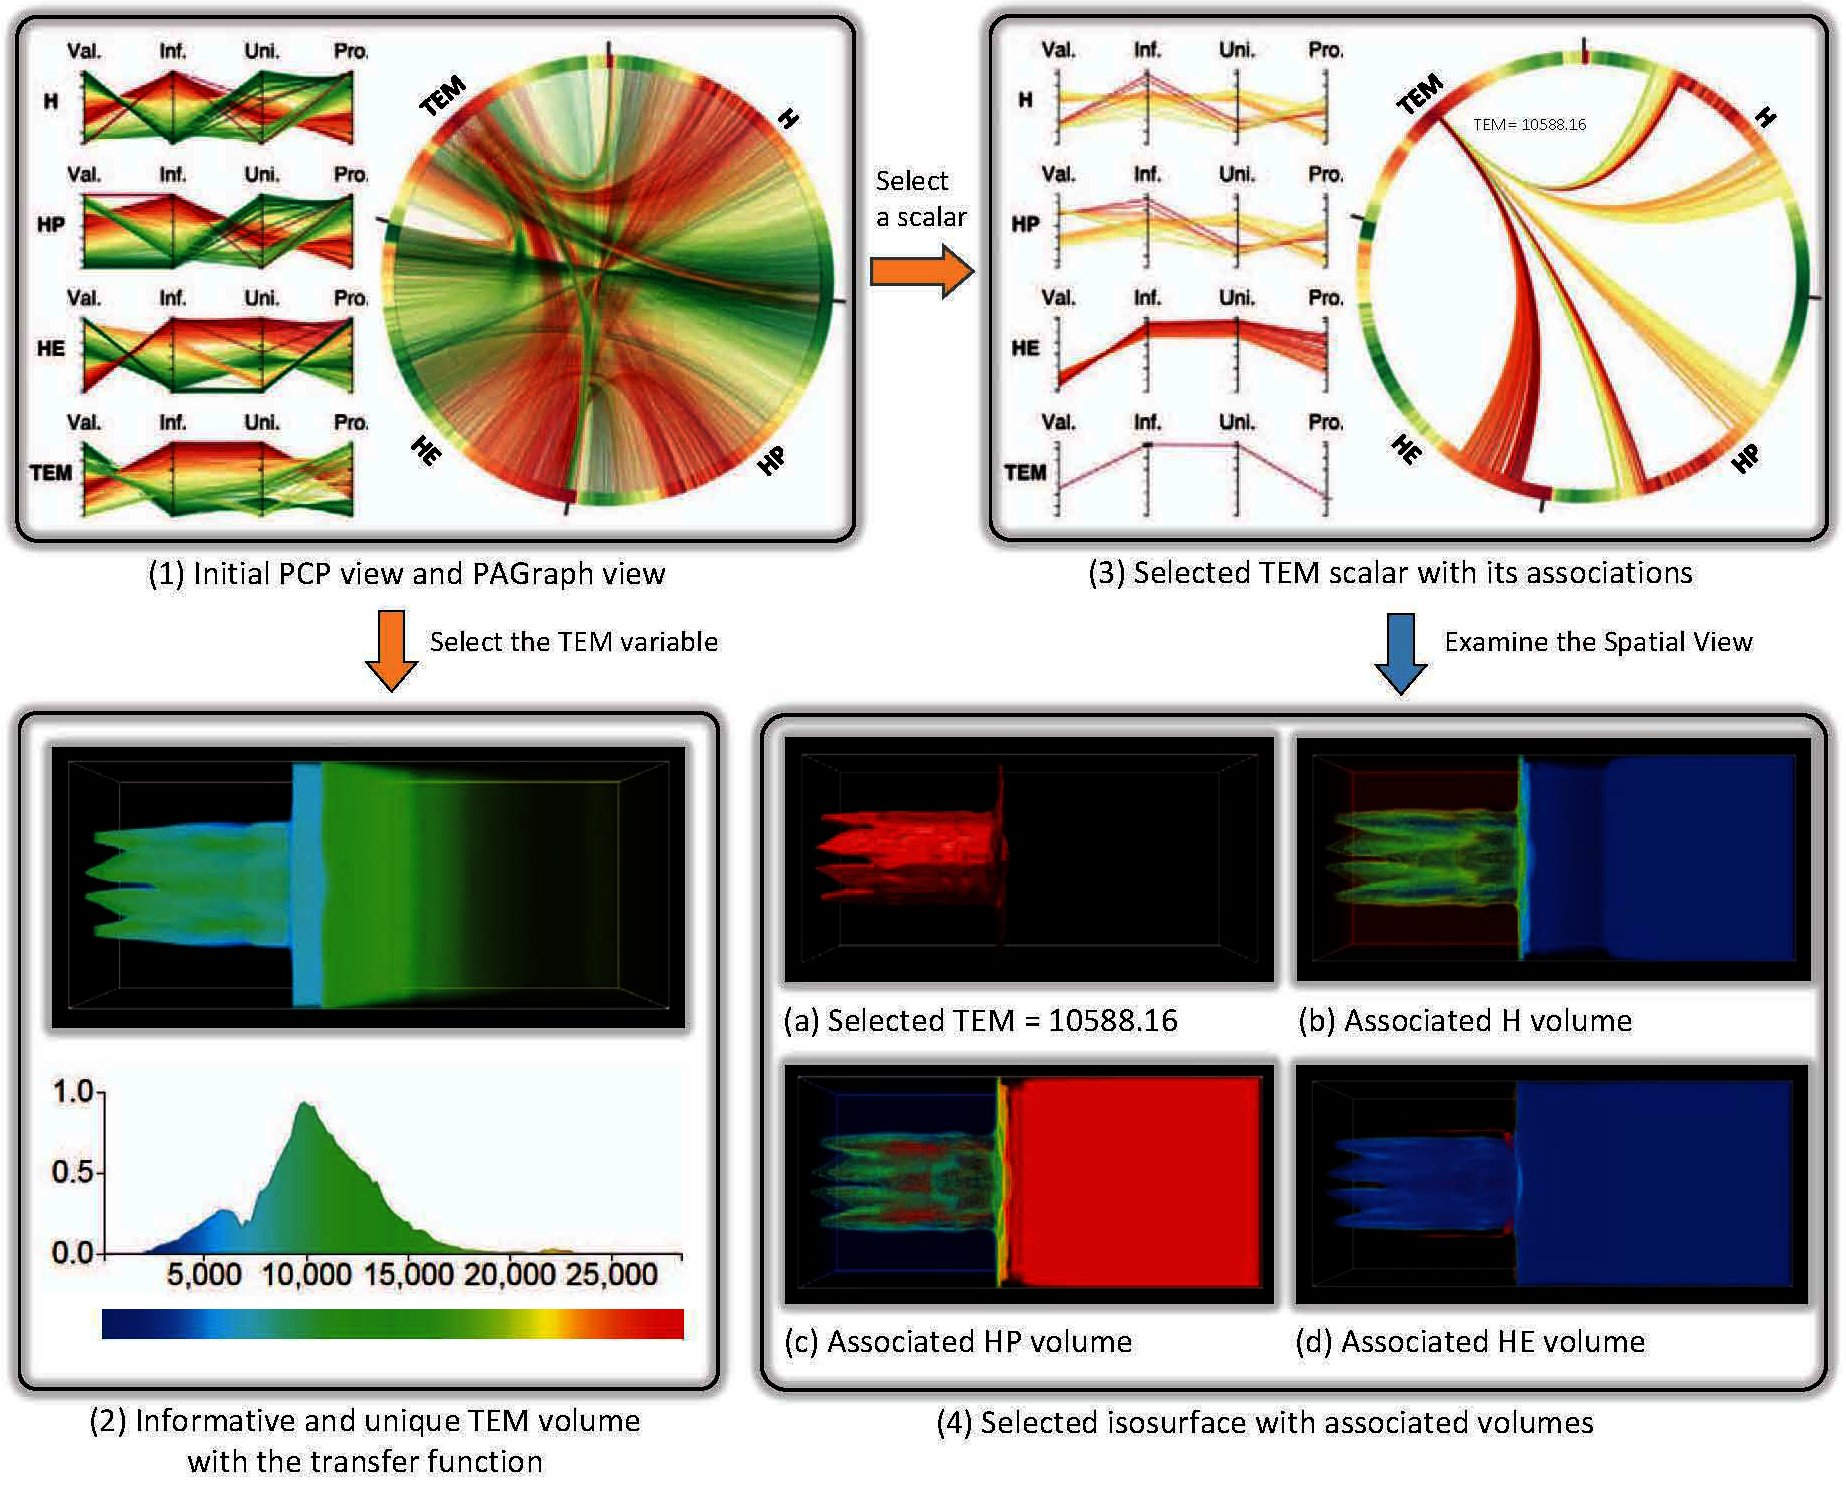 Val. Inf. Uni. Pro.
H
Val. Inf. Uni. Pro.
HP
Val. Inf. Uni. Pro.
HE
Val. Inf. Uni. Pro.
TEM
TEM
H
HE
HP
(1) Initial PCP view and PAGraph view
Select
a scalar
Val. Inf. Uni. Pro.
H
Val. Inf. Uni. Pro.
HP
Val. Inf. Uni. Pro.
HE
Val. Inf. Uni. Pro.
TEM
TEM
TEM= 10588.16
H
HE
HP
(3) Selected TEM scalar with its associations
Select the TEM variable
Examine the Spatial View
1.0
0.5
0.0
5,000 10,000 15,000 20,000 25,000
(2) Informative and unique TEM volume
with the transfer function
(a) Selected TEM = 10588.16
(b) Associated H volume
(c) Associated HP volume
(d) Associated HE volume
(4) Selected isosurface with associated volumes